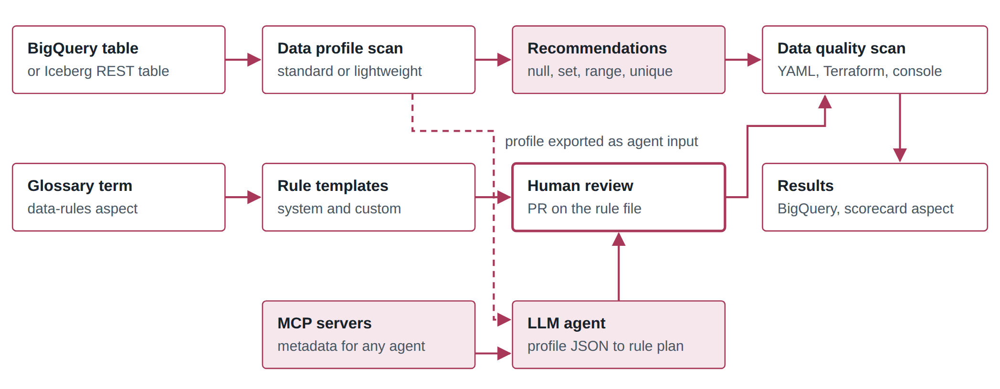 BigQuery table
or Iceberg REST table
Data profile scan
standard or lightweight
Recommendations
null, set, range, unique
Data quality scan
YAML, Terraform, console
profile exported as agent input
Glossary term
data-rules aspect
Rule templates
system and custom
Human review
PR on the rule file
Results
BigQuery, scorecard aspect
MCP servers
metadata for any agent
LLM agent
profile JSON to rule plan